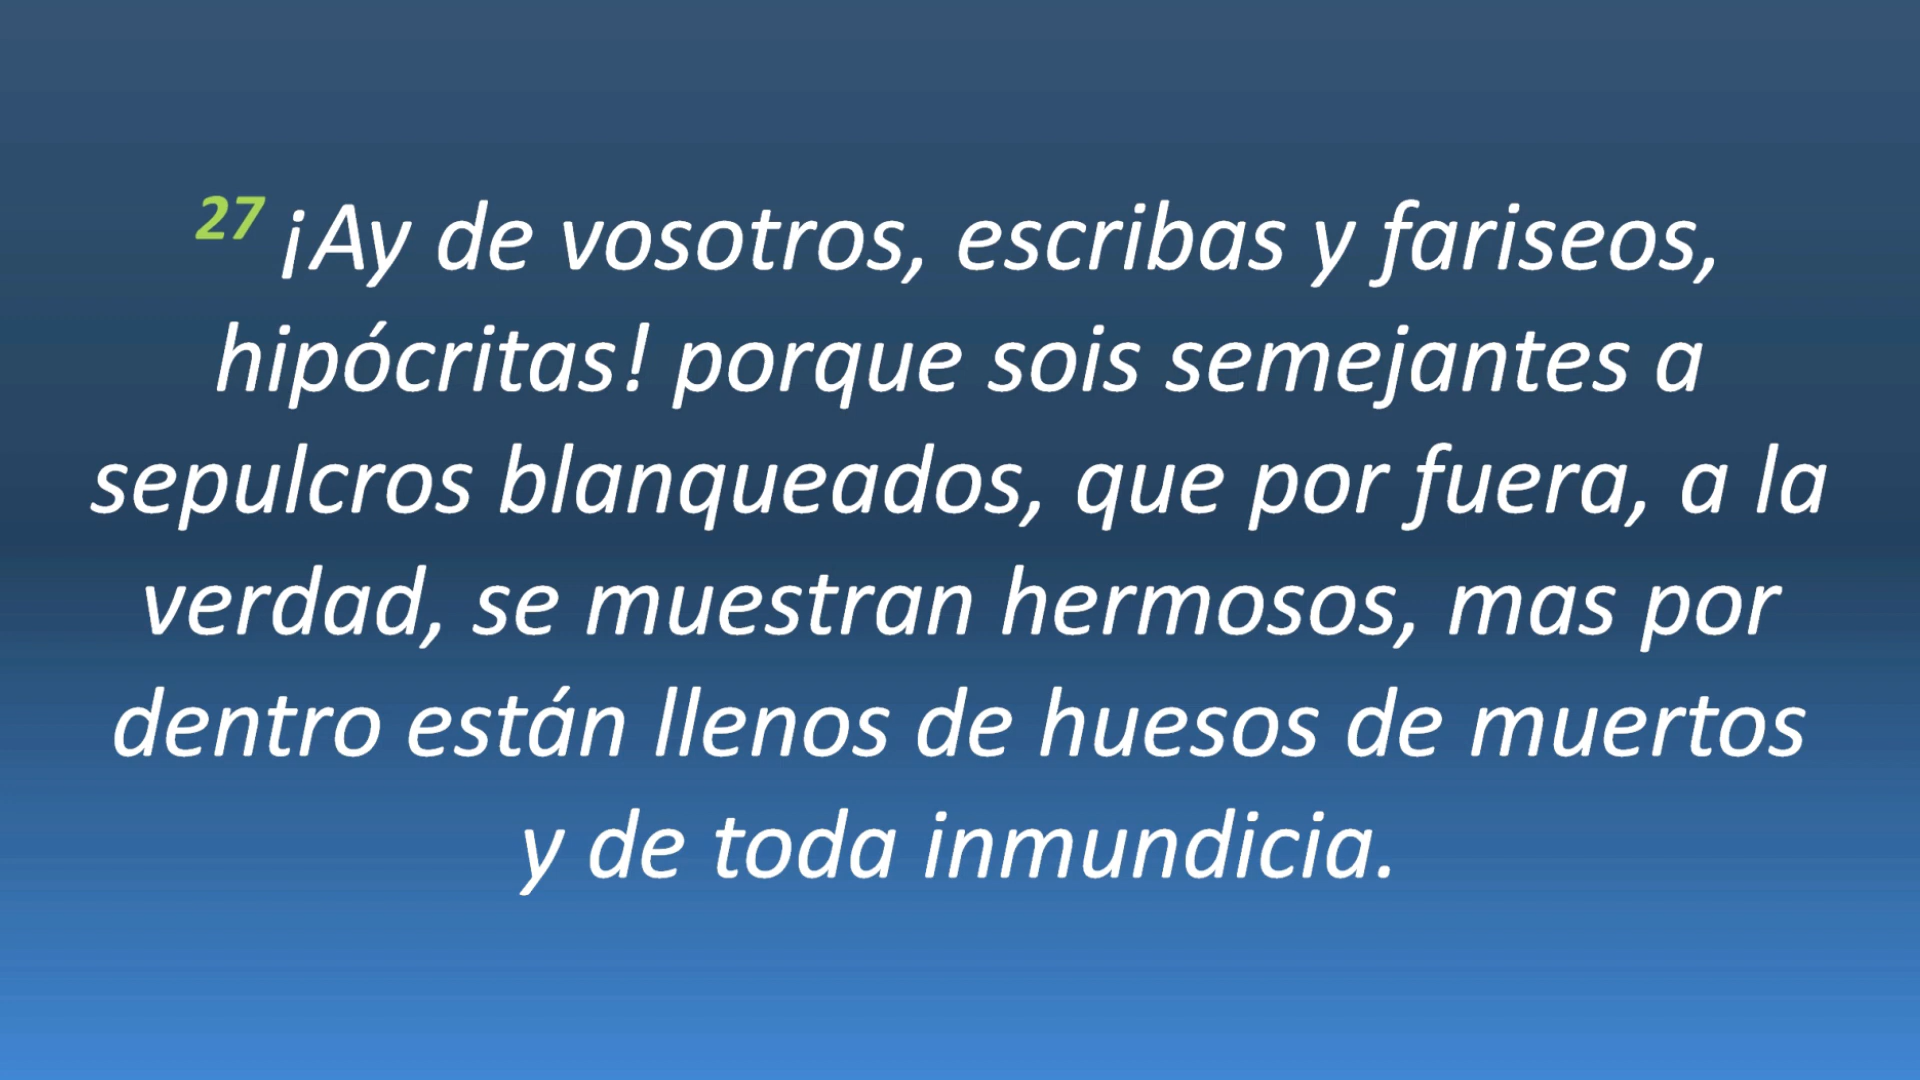 27 ¡Ay de vosotros, escribas y fariseos,
hipócritas! porque sois semejantes a
sepulcros blanqueados, que por fuera, a la
verdad, se muestran hermosos, mas por
dentro están llenos de huesos de muertos
y de toda inmundicia.